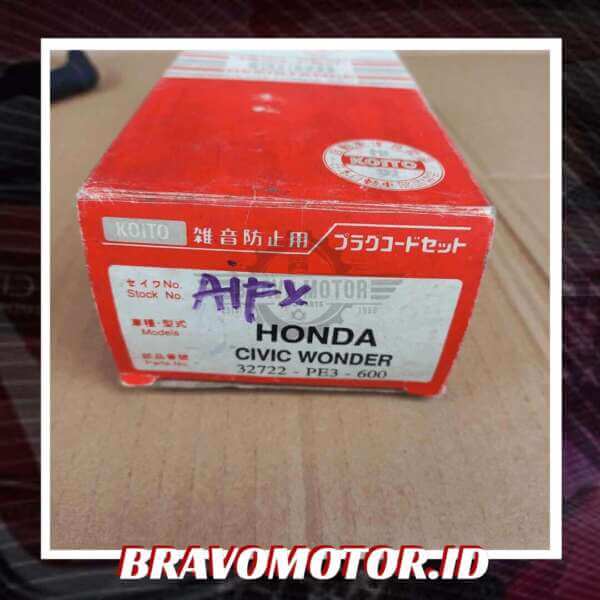 KOITO
KOITO 雑音防止用/プラグコードセット
セイワNo.
Stock No. AIFX
車種・型式
Models
HONDA
CIVIC WONDER
部品番號
Parts No.
32722 - PE3 - 600
BRAVOMOTOR.ID